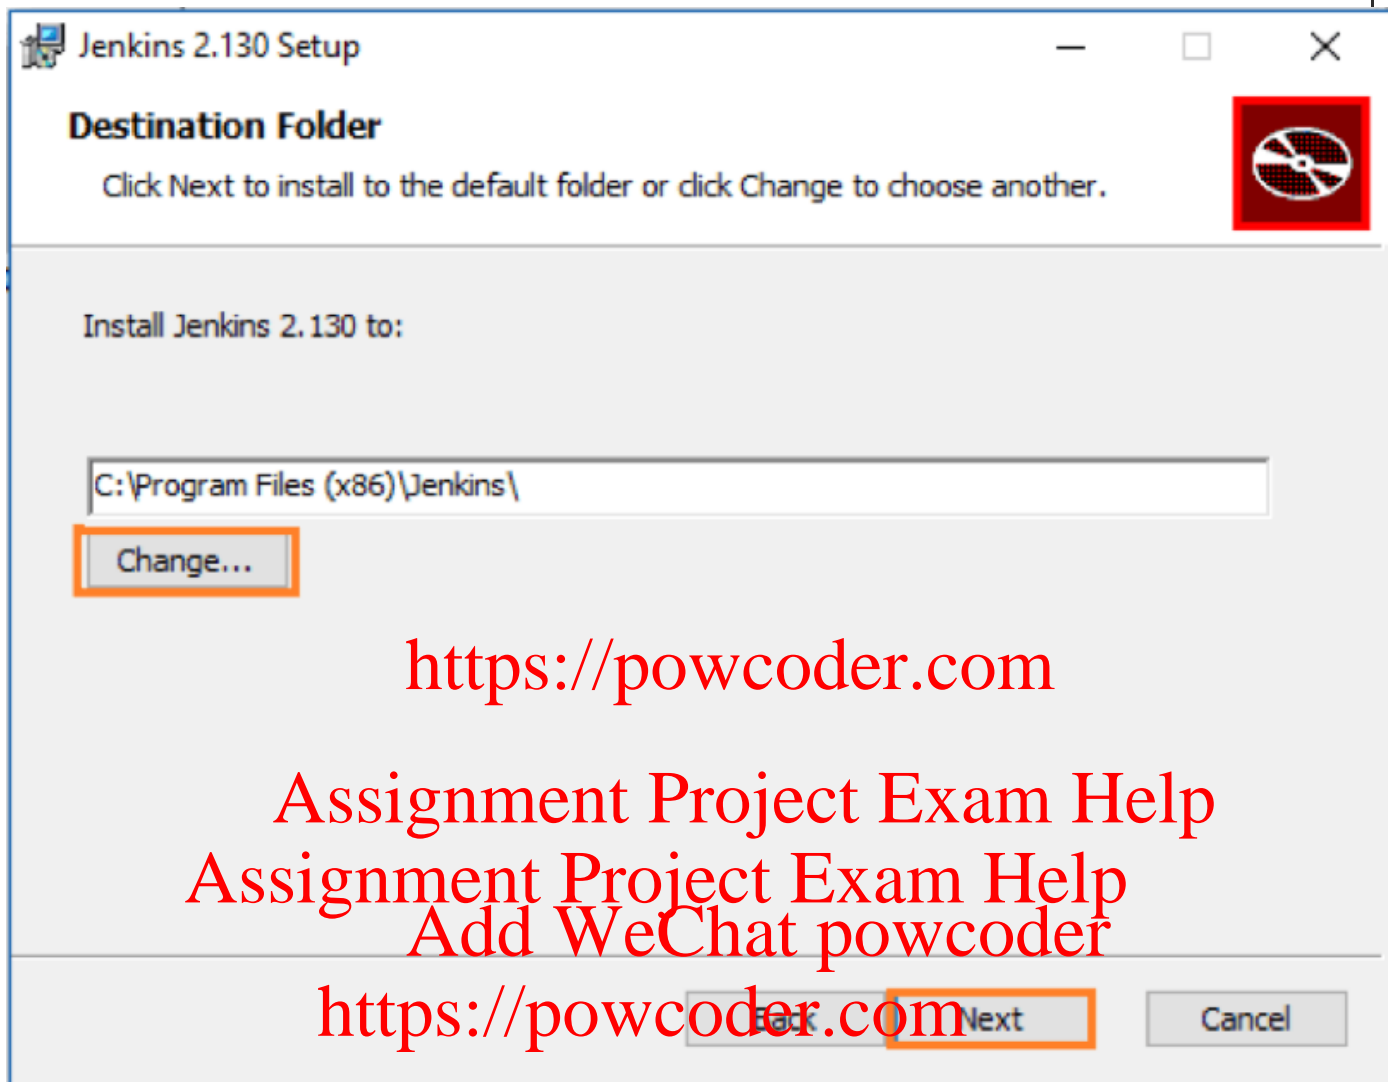 Jenkins 2.130 Setup
Destination Folder
Click Next to install to the default folder or click Change to choose another.
Install Jenkins 2.130 to:
C:\Program Files (x86)\Jenkins\
Change...
https://powcoder.com
Assignment Project Exam Help
Assignment Project Exam Help
Add WeChat powcoder
https://powcoder.com
Back Next Cancel